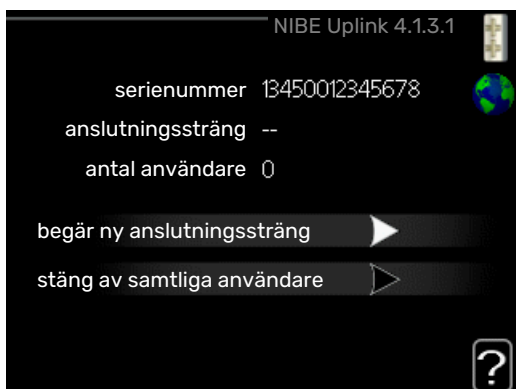 NIBE Uplink 4.1.3.1
serienummer 13450012345678
anslutningssträng --
antal användare 0
begär ny anslutningssträng
stäng av samtliga användare
?